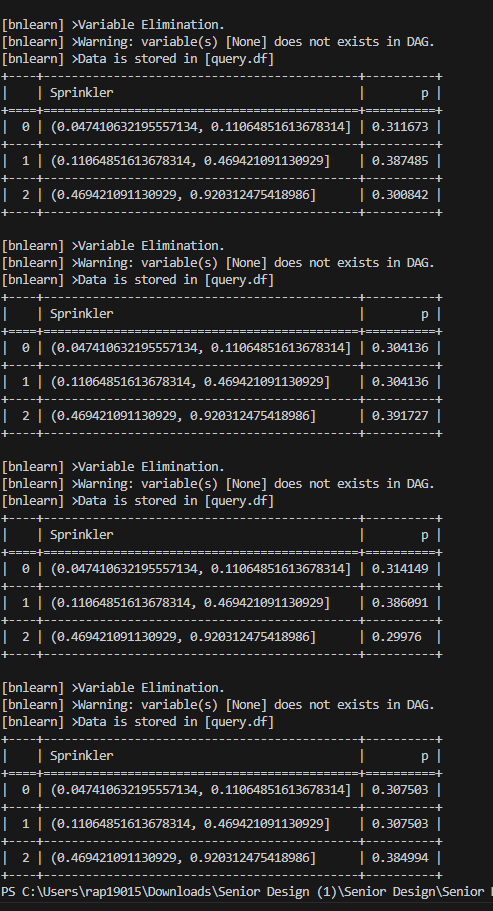 [bnlearn] >Variable Elimination.
[bnlearn] >Warning: variable(s) [None] does not exists in DAG.
[bnlearn] >Data is stored in [query.df]
+----+--------------------------------------------+----------+
|    | Sprinkler                                  |        p |
+====+============================================+==========+
|  0 | (0.047410632195557134, 0.11064851613678314] | 0.311673 |
+----+--------------------------------------------+----------+
|  1 | (0.11064851613678314, 0.469421091130929]    | 0.387485 |
+----+--------------------------------------------+----------+
|  2 | (0.469421091130929, 0.920312475418986]      | 0.300842 |
+----+--------------------------------------------+----------+
[bnlearn] >Variable Elimination.
[bnlearn] >Warning: variable(s) [None] does not exists in DAG.
[bnlearn] >Data is stored in [query.df]
+----+--------------------------------------------+----------+
|    | Sprinkler                                  |        p |
+====+============================================+==========+
|  0 | (0.047410632195557134, 0.11064851613678314] | 0.304136 |
+----+--------------------------------------------+----------+
|  1 | (0.11064851613678314, 0.469421091130929]    | 0.304136 |
+----+--------------------------------------------+----------+
|  2 | (0.469421091130929, 0.920312475418986]      | 0.391727 |
+----+--------------------------------------------+----------+
[bnlearn] >Variable Elimination.
[bnlearn] >Warning: variable(s) [None] does not exists in DAG.
[bnlearn] >Data is stored in [query.df]
+----+--------------------------------------------+----------+
|    | Sprinkler                                  |        p |
+====+============================================+==========+
|  0 | (0.047410632195557134, 0.11064851613678314] | 0.314149 |
+----+--------------------------------------------+----------+
|  1 | (0.11064851613678314, 0.469421091130929]    | 0.386091 |
+----+--------------------------------------------+----------+
|  2 | (0.469421091130929, 0.920312475418986]      | 0.29976  |
+----+--------------------------------------------+----------+
[bnlearn] >Variable Elimination.
[bnlearn] >Warning: variable(s) [None] does not exists in DAG.
[bnlearn] >Data is stored in [query.df]
+----+--------------------------------------------+----------+
|    | Sprinkler                                  |        p |
+====+============================================+==========+
|  0 | (0.047410632195557134, 0.11064851613678314] | 0.307503 |
+----+--------------------------------------------+----------+
|  1 | (0.11064851613678314, 0.469421091130929]    | 0.307503 |
+----+--------------------------------------------+----------+
|  2 | (0.469421091130929, 0.920312475418986]      | 0.384994 |
+----+--------------------------------------------+----------+
PS C:\Users\rap19015\Downloads\Senior Design (1)\Senior Design\Senior